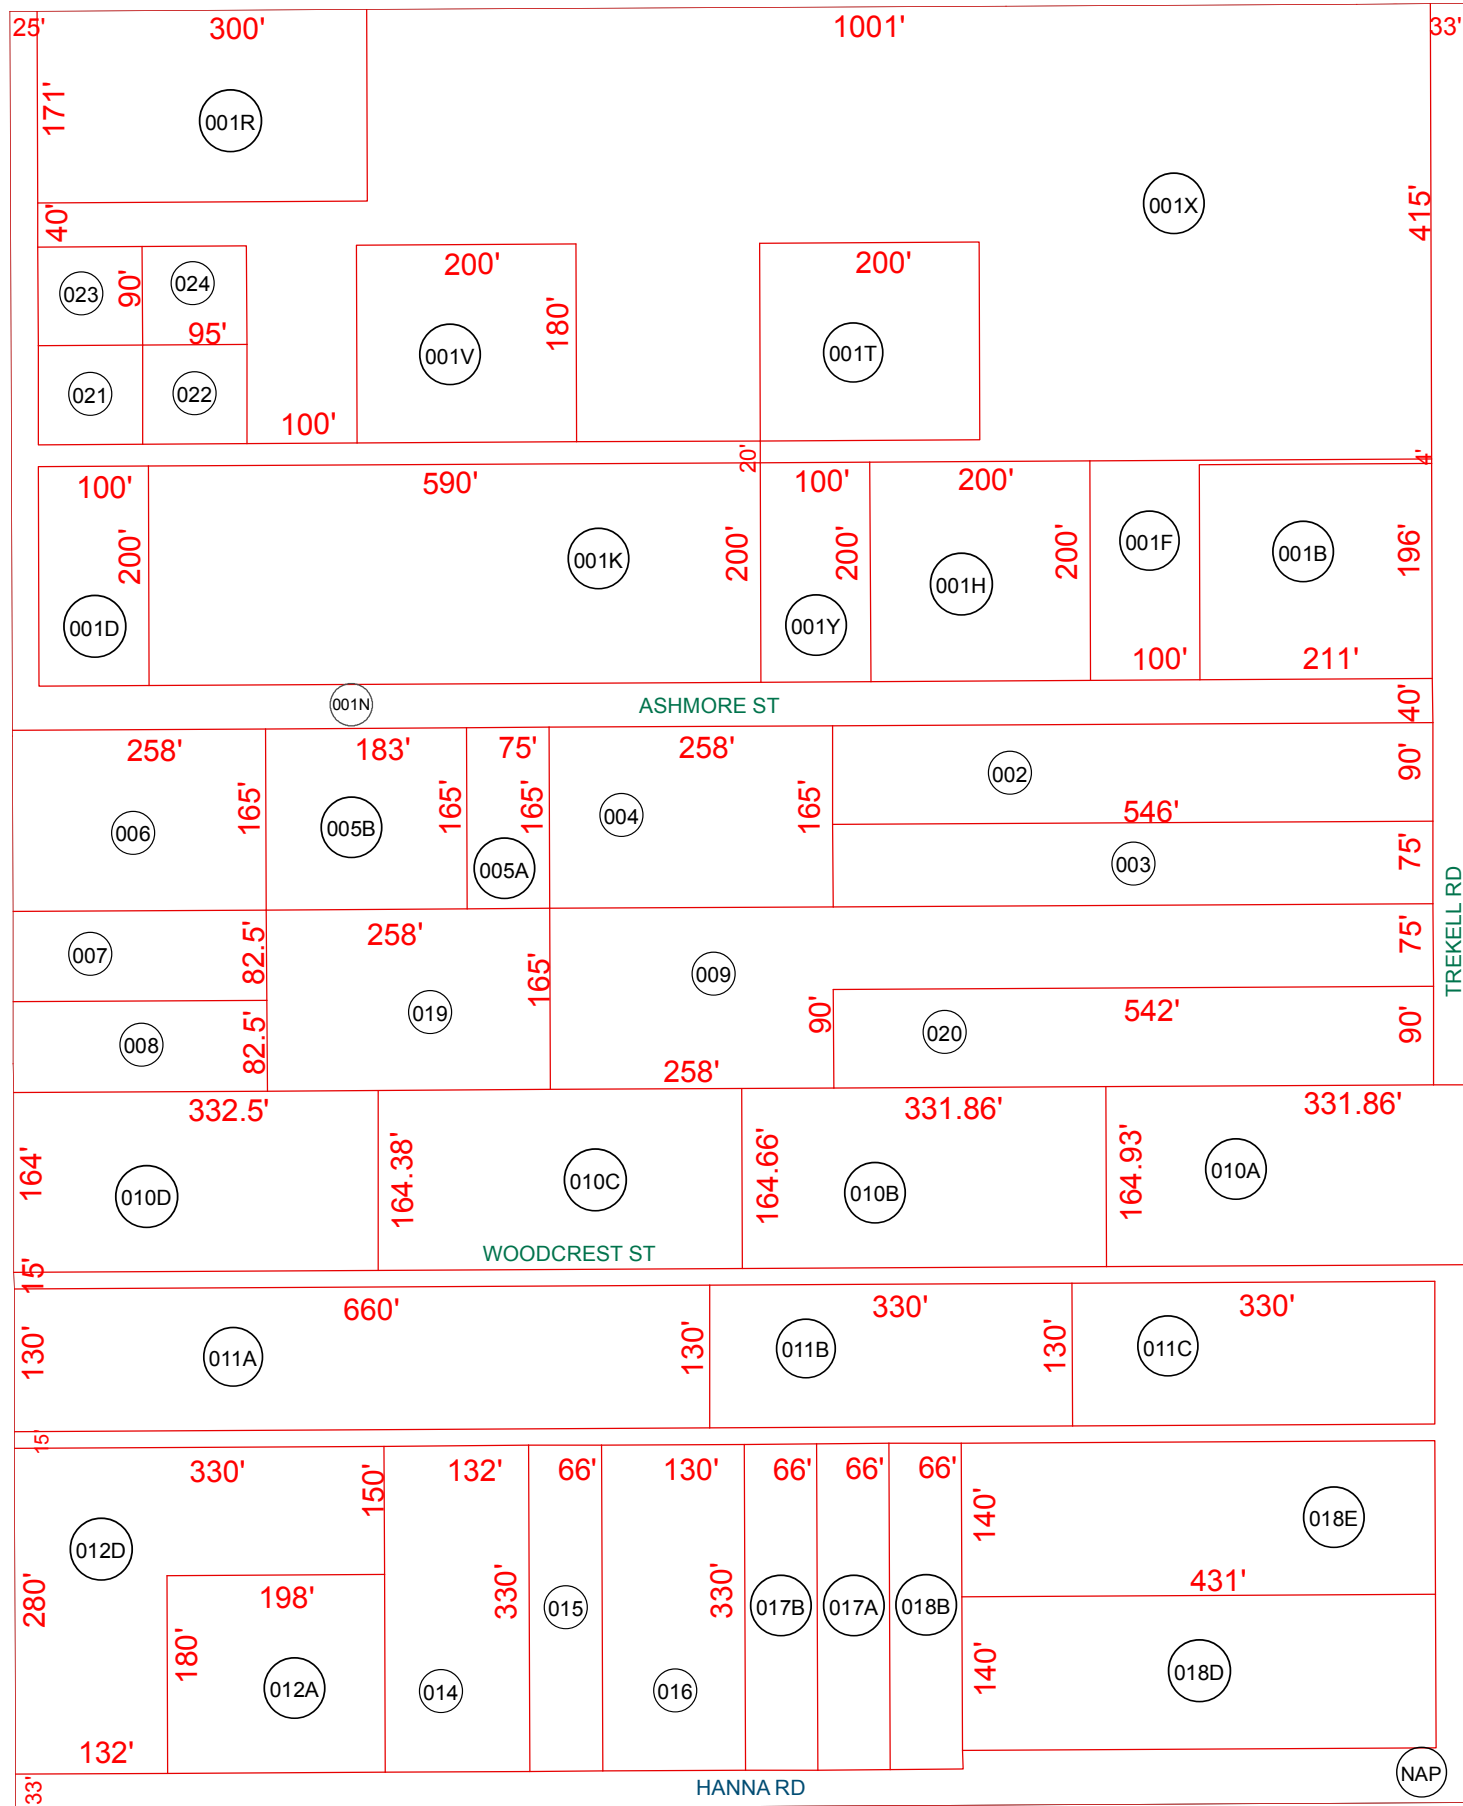 25' 300' 1001' 33'
171'
001R
001X
40' 415'
023 90' 024 200' 200'
95' 180'
001V 001T
021 022
100'
20' 4'
100' 590' 100' 200'
200' 001K 200' 200' 001H 200' 001F 001B 196'
001D 001Y
100' 211'
001N ASHMORE ST 40'
258' 183' 75' 258' 002 90'
165' 165' 165' 165' 546'
006 005B 005A 004 003 75'
TREKELL RD
007 82.5' 258' 75'
009
165'
008 82.5' 019 90' 020 542' 90'
258'
332.5' 331.86' 331.86'
164' 164.38' 164.66' 164.93'
010D 010C 010B 010A
WOODCREST ST
15'
660' 330' 330'
130' 011A 130' 011B 130' 011C
15'
330' 150' 132' 66' 130' 66' 66' 66' 140'
012D 018E
280' 198' 330' 015 330' 017B 017A 018B 431'
180' 012A 014 016 140' 018D
132'
33' HANNA RD NAP